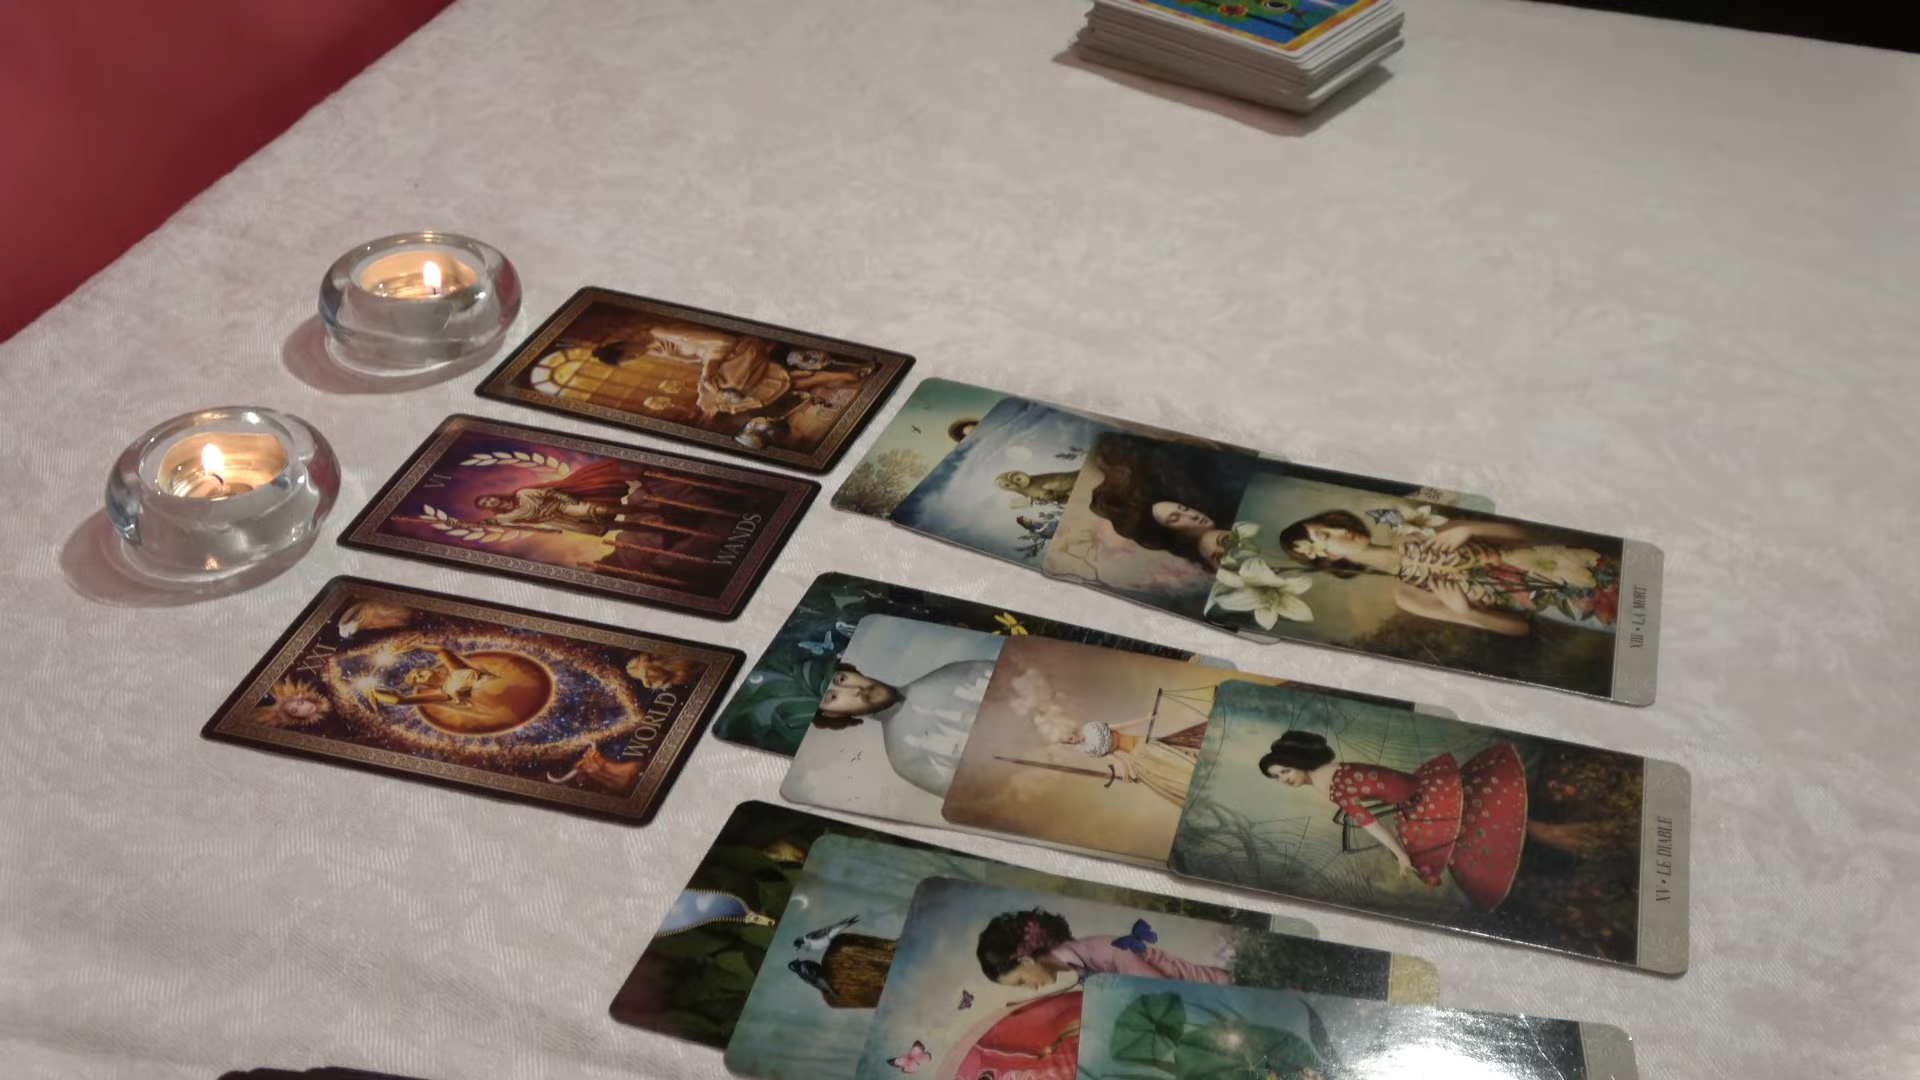 VI
WANDS
XXI
WORLD
XIII • LA MORT
XV • LE DIABLE